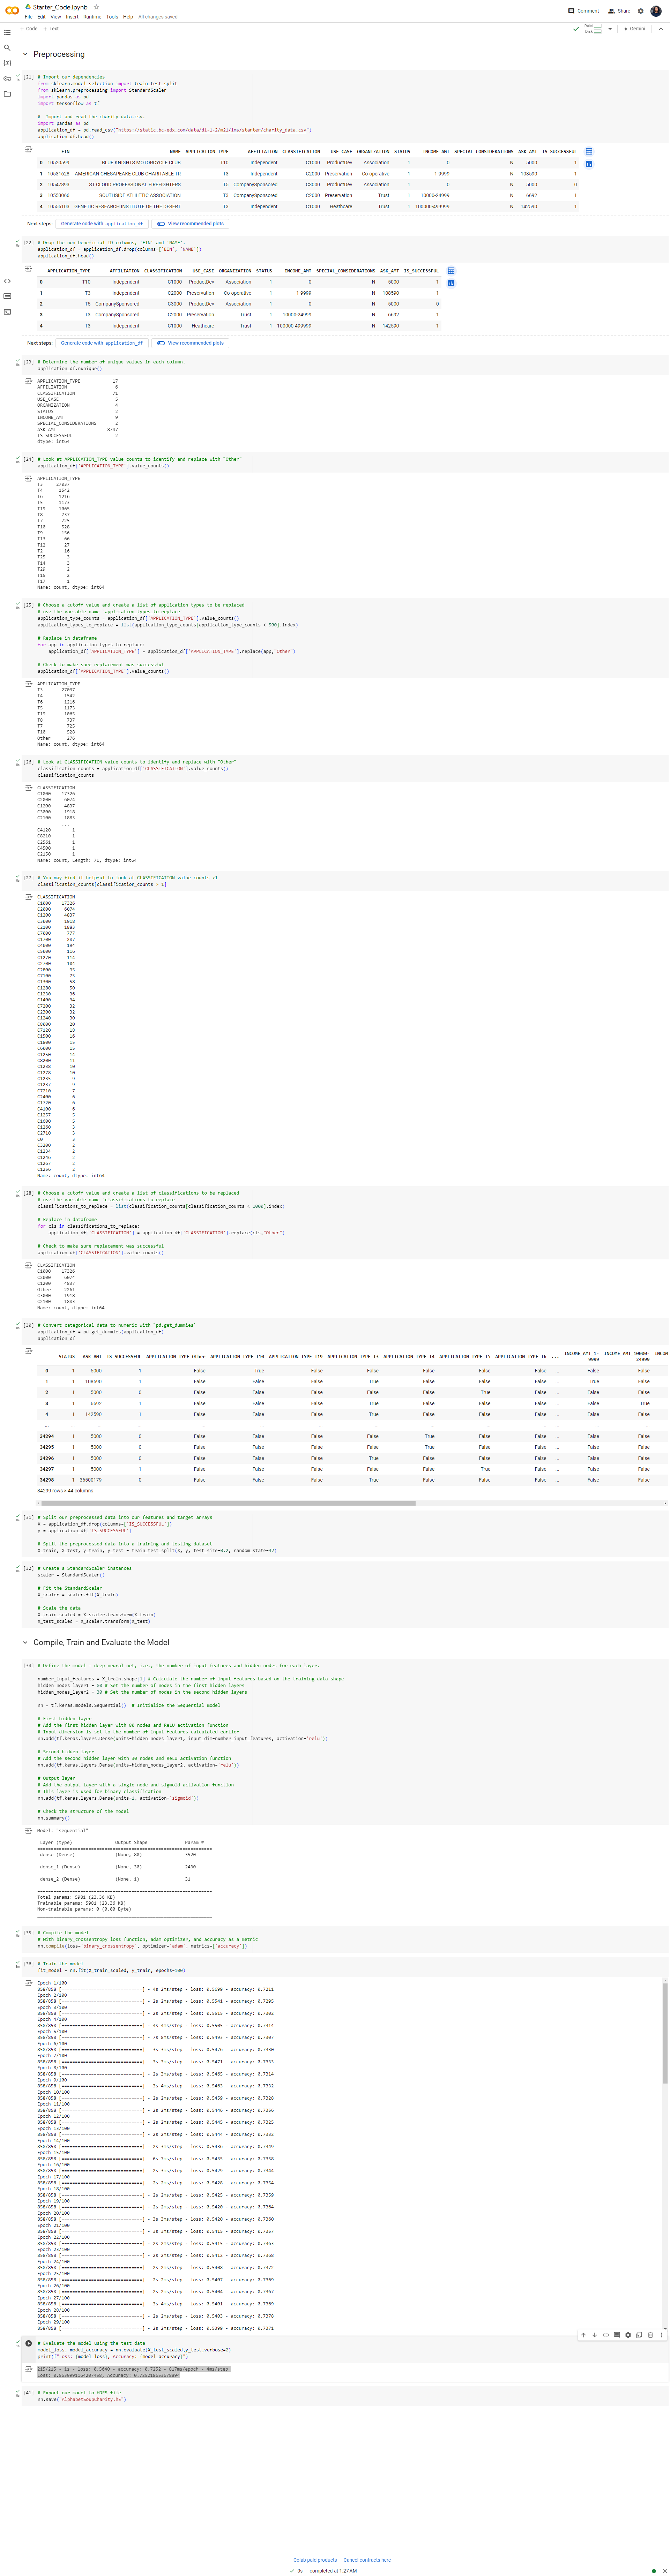 Starter_Code.ipynb
File Edit View Insert Runtime Tools Help All changes saved
Comment Share
+ Code + Text
RAM Disk Gemini
Preprocessing
[21] # Import our dependencies
from sklearn.model_selection import train_test_split
from sklearn.preprocessing import StandardScaler
import pandas as pd
import tensorflow as tf
# Import and read the charity_data.csv.
import pandas as pd
application_df = pd.read_csv("https://static.bc-edx.com/data/dl-1-2/m21/lms/starter/charity_data.csv")
application_df.head()
EIN NAME APPLICATION_TYPE AFFILIATION CLASSIFICATION USE_CASE ORGANIZATION STATUS INCOME_AMT SPECIAL_CONSIDERATIONS ASK_AMT IS_SUCCESSFUL
0 10520599 BLUE KNIGHTS MOTORCYCLE CLUB T10 Independent C1000 ProductDev Association 1 0 N 5000 1
1 10531628 AMERICAN CHESAPEAKE CLUB CHARITABLE TR T3 Independent C2000 Preservation Co-operative 1 1-9999 N 108590 1
2 10547893 ST CLOUD PROFESSIONAL FIREFIGHTERS T5 CompanySponsored C3000 ProductDev Association 1 0 N 5000 0
3 10553066 SOUTHSIDE ATHLETIC ASSOCIATION T3 CompanySponsored C2000 Preservation Trust 1 10000-24999 N 6692 1
4 10556103 GENETIC RESEARCH INSTITUTE OF THE DESERT T3 Independent C1000 Heathcare Trust 1 100000-499999 N 142590 1
Next steps: Generate code with application_df View recommended plots
[22] # Drop the non-beneficial ID columns, 'EIN' and 'NAME'.
application_df = application_df.drop(columns=['EIN', 'NAME'])
application_df.head()
APPLICATION_TYPE AFFILIATION CLASSIFICATION USE_CASE ORGANIZATION STATUS INCOME_AMT SPECIAL_CONSIDERATIONS ASK_AMT IS_SUCCESSFUL
0 T10 Independent C1000 ProductDev Association 1 0 N 5000 1
1 T3 Independent C2000 Preservation Co-operative 1 1-9999 N 108590 1
2 T5 CompanySponsored C3000 ProductDev Association 1 0 N 5000 0
3 T3 CompanySponsored C2000 Preservation Trust 1 10000-24999 N 6692 1
4 T3 Independent C1000 Heathcare Trust 1 100000-499999 N 142590 1
Next steps: Generate code with application_df View recommended plots
[23] # Determine the number of unique values in each column.
application_df.nunique()
APPLICATION_TYPE 17
AFFILIATION 6
CLASSIFICATION 71
USE_CASE 5
ORGANIZATION 4
STATUS 2
INCOME_AMT 9
SPECIAL_CONSIDERATIONS 2
ASK_AMT 8747
IS_SUCCESSFUL 2
dtype: int64
[24] # Look at APPLICATION_TYPE value counts to identify and replace with "Other"
application_df['APPLICATION_TYPE'].value_counts()
APPLICATION_TYPE
T3 27037
T4 1542
T6 1216
T5 1173
T19 1065
T8 737
T7 725
T10 528
T9 156
T13 66
T12 27
T2 16
T25 3
T14 3
T29 2
T15 2
T17 1
Name: count, dtype: int64
[25] # Choose a cutoff value and create a list of application types to be replaced
# use the variable name `application_types_to_replace`
application_type_counts = application_df['APPLICATION_TYPE'].value_counts()
application_types_to_replace = list(application_type_counts[application_type_counts < 500].index)
# Replace in dataframe
for app in application_types_to_replace:
application_df['APPLICATION_TYPE'] = application_df['APPLICATION_TYPE'].replace(app,"Other")
# Check to make sure replacement was successful
application_df['APPLICATION_TYPE'].value_counts()
APPLICATION_TYPE
T3 27037
T4 1542
T6 1216
T5 1173
T19 1065
T8 737
T7 725
T10 528
Other 276
Name: count, dtype: int64
[26] # Look at CLASSIFICATION value counts to identify and replace with "Other"
classification_counts = application_df['CLASSIFICATION'].value_counts()
classification_counts
CLASSIFICATION
C1000 17326
C2000 6074
C1200 4837
C3000 1918
C2100 1883
...
C4120 1
C8210 1
C2561 1
C4500 1
C2150 1
Name: count, Length: 71, dtype: int64
[27] # You may find it helpful to look at CLASSIFICATION value counts >1
classification_counts[classification_counts > 1]
CLASSIFICATION
C1000 17326
C2000 6074
C1200 4837
C3000 1918
C2100 1883
C7000 777
C1700 287
C4000 194
C5000 116
C1270 114
C2700 104
C2800 95
C7100 75
C1300 58
C1280 50
C1230 36
C1400 34
C7200 32
C2300 32
C1240 30
C8000 20
C7120 18
C1500 16
C1800 15
C6000 15
C1250 14
C8200 11
C1238 10
C1278 10
C1235 9
C1237 9
C7210 7
C2400 6
C1720 6
C4100 6
C1257 5
C1600 5
C1260 3
C2710 3
C0 3
C3200 2
C1234 2
C1246 2
C1267 2
C1256 2
Name: count, dtype: int64
[28] # Choose a cutoff value and create a list of classifications to be replaced
# use the variable name `classifications_to_replace`
classifications_to_replace = list(classification_counts[classification_counts < 1000].index)
# Replace in dataframe
for cls in classifications_to_replace:
application_df['CLASSIFICATION'] = application_df['CLASSIFICATION'].replace(cls,"Other")
# Check to make sure replacement was successful
application_df['CLASSIFICATION'].value_counts()
CLASSIFICATION
C1000 17326
C2000 6074
C1200 4837
Other 2261
C3000 1918
C2100 1883
Name: count, dtype: int64
[30] # Convert categorical data to numeric with `pd.get_dummies`
application_df = pd.get_dummies(application_df)
application_df
STATUS ASK_AMT IS_SUCCESSFUL APPLICATION_TYPE_Other APPLICATION_TYPE_T10 APPLICATION_TYPE_T19 APPLICATION_TYPE_T3 APPLICATION_TYPE_T4 APPLICATION_TYPE_T5 APPLICATION_TYPE_T6 ... INCOME_AMT_1-9999 INCOME_AMT_10000-24999 INCOM
0 1 5000 1 False True False False False False False ... False False
1 1 108590 1 False False False True False False False ... True False
2 1 5000 0 False False False False False True False ... False False
3 1 6692 1 False False False True False False False ... False True
4 1 142590 1 False False False True False False False ... False False
... ... ... ... ... ... ... ... ... ... ... ... ... ...
34294 1 5000 0 False False False False True False False ... False False
34295 1 5000 0 False False False False True False False ... False False
34296 1 5000 0 False False False True False False False ... False False
34297 1 5000 1 False False False False False True False ... False False
34298 1 36500179 0 False False False True False False False ... False False
34299 rows × 44 columns
[31] # Split our preprocessed data into our features and target arrays
X = application_df.drop(columns=['IS_SUCCESSFUL'])
y = application_df['IS_SUCCESSFUL']
# Split the preprocessed data into a training and testing dataset
X_train, X_test, y_train, y_test = train_test_split(X, y, test_size=0.2, random_state=42)
[32] # Create a StandardScaler instances
scaler = StandardScaler()
# Fit the StandardScaler
X_scaler = scaler.fit(X_train)
# Scale the data
X_train_scaled = X_scaler.transform(X_train)
X_test_scaled = X_scaler.transform(X_test)
Compile, Train and Evaluate the Model
[34] # Define the model - deep neural net, i.e., the number of input features and hidden nodes for each layer.
number_input_features = X_train.shape[1] # Calculate the number of input features based on the training data shape
hidden_nodes_layer1 = 80 # Set the number of nodes in the first hidden layers
hidden_nodes_layer2 = 30 # Set the number of nodes in the second hidden layers
nn = tf.keras.models.Sequential() # Initialize the Sequential model
# First hidden layer
# Add the first hidden layer with 80 nodes and ReLU activation function
# Input dimension is set to the number of input features calculated earlier
nn.add(tf.keras.layers.Dense(units=hidden_nodes_layer1, input_dim=number_input_features, activation='relu'))
# Second hidden layer
# Add the second hidden layer with 30 nodes and ReLU activation function
nn.add(tf.keras.layers.Dense(units=hidden_nodes_layer2, activation='relu'))
# Output layer
# Add the output layer with a single node and sigmoid activation function
# This layer is used for binary classification
nn.add(tf.keras.layers.Dense(units=1, activation='sigmoid'))
# Check the structure of the model
nn.summary()
Model: "sequential"
Layer (type) Output Shape Param #
dense (Dense) (None, 80) 3520
dense_1 (Dense) (None, 30) 2430
dense_2 (Dense) (None, 1) 31
Total params: 5981 (23.36 KB)
Trainable params: 5981 (23.36 KB)
Non-trainable params: 0 (0.00 Byte)
[35] # Compile the model
# With binary_crossentropy loss function, adam optimizer, and accuracy as a metric
nn.compile(loss='binary_crossentropy', optimizer='adam', metrics=['accuracy'])
[36] # Train the model
fit_model = nn.fit(X_train_scaled, y_train, epochs=100)
Epoch 1/100
858/858 [==============================] - 4s 2ms/step - loss: 0.5699 - accuracy: 0.7211
Epoch 2/100
858/858 [==============================] - 2s 2ms/step - loss: 0.5541 - accuracy: 0.7295
Epoch 3/100
858/858 [==============================] - 2s 2ms/step - loss: 0.5515 - accuracy: 0.7302
Epoch 4/100
858/858 [==============================] - 4s 4ms/step - loss: 0.5505 - accuracy: 0.7314
Epoch 5/100
858/858 [==============================] - 7s 8ms/step - loss: 0.5493 - accuracy: 0.7307
Epoch 6/100
858/858 [==============================] - 3s 3ms/step - loss: 0.5476 - accuracy: 0.7330
Epoch 7/100
858/858 [==============================] - 3s 3ms/step - loss: 0.5471 - accuracy: 0.7333
Epoch 8/100
858/858 [==============================] - 2s 3ms/step - loss: 0.5465 - accuracy: 0.7314
Epoch 9/100
858/858 [==============================] - 3s 4ms/step - loss: 0.5463 - accuracy: 0.7332
Epoch 10/100
858/858 [==============================] - 2s 2ms/step - loss: 0.5459 - accuracy: 0.7328
Epoch 11/100
858/858 [==============================] - 2s 2ms/step - loss: 0.5446 - accuracy: 0.7356
Epoch 12/100
858/858 [==============================] - 2s 2ms/step - loss: 0.5445 - accuracy: 0.7325
Epoch 13/100
858/858 [==============================] - 2s 2ms/step - loss: 0.5444 - accuracy: 0.7332
Epoch 14/100
858/858 [==============================] - 2s 3ms/step - loss: 0.5436 - accuracy: 0.7349
Epoch 15/100
858/858 [==============================] - 6s 7ms/step - loss: 0.5435 - accuracy: 0.7358
Epoch 16/100
858/858 [==============================] - 2s 3ms/step - loss: 0.5429 - accuracy: 0.7344
Epoch 17/100
858/858 [==============================] - 2s 2ms/step - loss: 0.5428 - accuracy: 0.7354
Epoch 18/100
858/858 [==============================] - 2s 2ms/step - loss: 0.5425 - accuracy: 0.7359
Epoch 19/100
858/858 [==============================] - 2s 2ms/step - loss: 0.5420 - accuracy: 0.7364
Epoch 20/100
858/858 [==============================] - 3s 3ms/step - loss: 0.5420 - accuracy: 0.7360
Epoch 21/100
858/858 [==============================] - 3s 3ms/step - loss: 0.5415 - accuracy: 0.7357
Epoch 22/100
858/858 [==============================] - 2s 2ms/step - loss: 0.5415 - accuracy: 0.7363
Epoch 23/100
858/858 [==============================] - 2s 2ms/step - loss: 0.5412 - accuracy: 0.7368
Epoch 24/100
858/858 [==============================] - 2s 2ms/step - loss: 0.5408 - accuracy: 0.7372
Epoch 25/100
858/858 [==============================] - 2s 2ms/step - loss: 0.5407 - accuracy: 0.7369
Epoch 26/100
858/858 [==============================] - 2s 2ms/step - loss: 0.5404 - accuracy: 0.7367
Epoch 27/100
858/858 [==============================] - 3s 4ms/step - loss: 0.5401 - accuracy: 0.7369
Epoch 28/100
858/858 [==============================] - 2s 2ms/step - loss: 0.5403 - accuracy: 0.7378
Epoch 29/100
858/858 [==============================] - 2s 2ms/step - loss: 0.5399 - accuracy: 0.7371
# Evaluate the model using the test data
model_loss, model_accuracy = nn.evaluate(X_test_scaled,y_test,verbose=2)
print(f"Loss: {model_loss}, Accuracy: {model_accuracy}")
215/215 - 1s - loss: 0.5640 - accuracy: 0.7252 - 817ms/epoch - 4ms/step
[41] # Export our model to HDF5 file
nn.save("AlphabetSoupCharity.h5")
Colab paid products - Cancel contracts here
0s completed at 1:27 AM